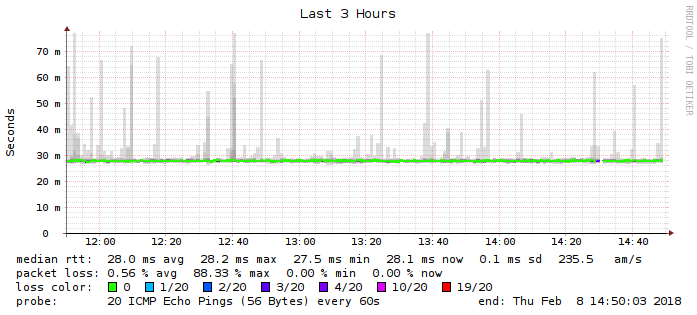 Last 3 Hours
RRDTOOL / TOBI OETIKER
Seconds
70 m
60 m
50 m
40 m
30 m
20 m
10 m
0
12:00 12:20 12:40 13:00 13:20 13:40 14:00 14:20 14:40
median rtt: 28.0 ms avg 28.2 ms max 27.5 ms min 28.1 ms now 0.1 ms sd 235.5 am/s
packet loss: 0.56 % avg 88.33 % max 0.00 % min 0.00 % now
loss color: 0 1/20 2/20 3/20 4/20 10/20 19/20
probe: 20 ICMP Echo Pings (56 Bytes) every 60s end: Thu Feb 8 14:50:03 2018